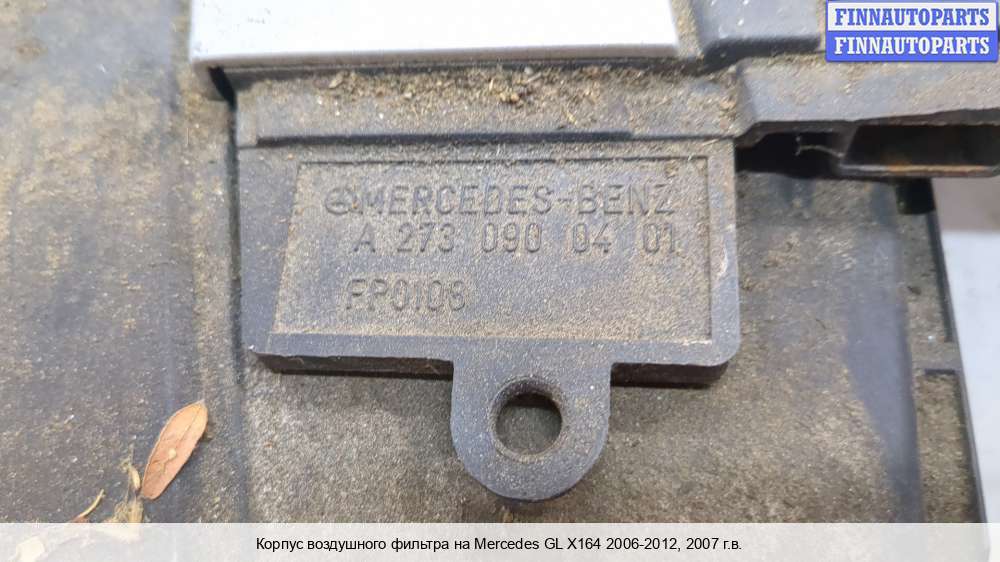 FINNAUTOPARTS
FINNAUTOPARTS
MERCEDES-BENZ
A 273 090 04 01
FP0108
Корпус воздушного фильтра на Mercedes GL X164 2006-2012, 2007 г.в.